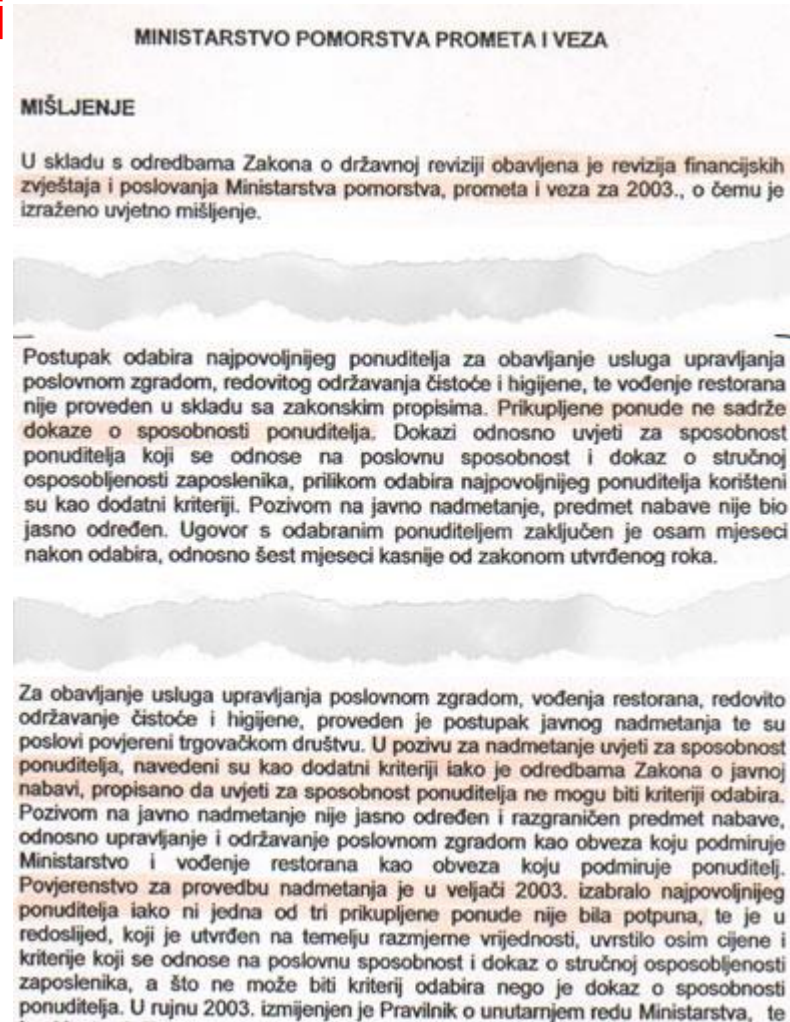 i
MINISTARSTVO POMORSTVA PROMETA I VEZA
MIŠLJENJE
U skladu s odredbama Zakona o državnoj reviziji obavljena je revizija financijskih
zvještaja i poslovanja Ministarstva pomorstva, prometa i veza za 2003., o čemu je
izraženo uvjetno mišljenje.
Postupak odabira najpovoljnijeg ponuditelja za obavljanje usluga upravljanja
poslovnom zgradom, redovitog održavanja čistoće i higijene, te vođenje restorana
nije proveden u skladu sa zakonskim propisima. Prikupljene ponude ne sadrže
dokaze o sposobnosti ponuditelja. Dokazi odnosno uvjeti za sposobnost
ponuditelja koji se odnose na poslovnu sposobnost i dokaz o stručnoj
osposobljenosti zaposlenika, prilikom odabira najpovoljnijeg ponuditelja korišteni
su kao dodatni kriteriji. Pozivom na javno nadmetanje, predmet nabave nije bio
jasno određen. Ugovor s odabranim ponuditeljem zaključen je osam mjeseci
nakon odabira, odnosno šest mjeseci kasnije od zakonom utvrđenog roka.
Za obavljanje usluga upravljanja poslovnom zgradom, vođenja restorana, redovito
održavanje čistoće i higijene, proveden je postupak javnog nadmetanja te su
poslovi povjereni trgovačkom društvu. U pozivu za nadmetanje uvjeti za sposobnost
ponuditelja, navedeni su kao dodatni kriteriji iako je odredbama Zakona o javnoj
nabavi, propisano da uvjeti za sposobnost ponuditelja ne mogu biti kriteriji odabira.
Pozivom na javno nadmetanje nije jasno određen i razgraničen predmet nabave,
odnosno upravljanje i održavanje poslovnom zgradom kao obveza koju podmiruje
Ministarstvo i vođenje restorana kao obveza koju podmiruje ponuditelj.
Povjerenstvo za provedbu nadmetanja je u veljači 2003. izabralo najpovoljnijeg
ponuditelja iako ni jedna od tri prikupljene ponude nije bila potpuna, te je u
redoslijed, koji je utvrđen na temelju razmjerne vrijednosti, uvrstilo osim cijene i
kriterije koji se odnose na poslovnu sposobnost i dokaz o stručnoj osposobljenosti
zaposlenika, a što ne može biti kriterij odabira nego je dokaz o sposobnosti
ponuditelja. U rujnu 2003. izmijenjen je Pravilnik o unutarnjem redu Ministarstva, te